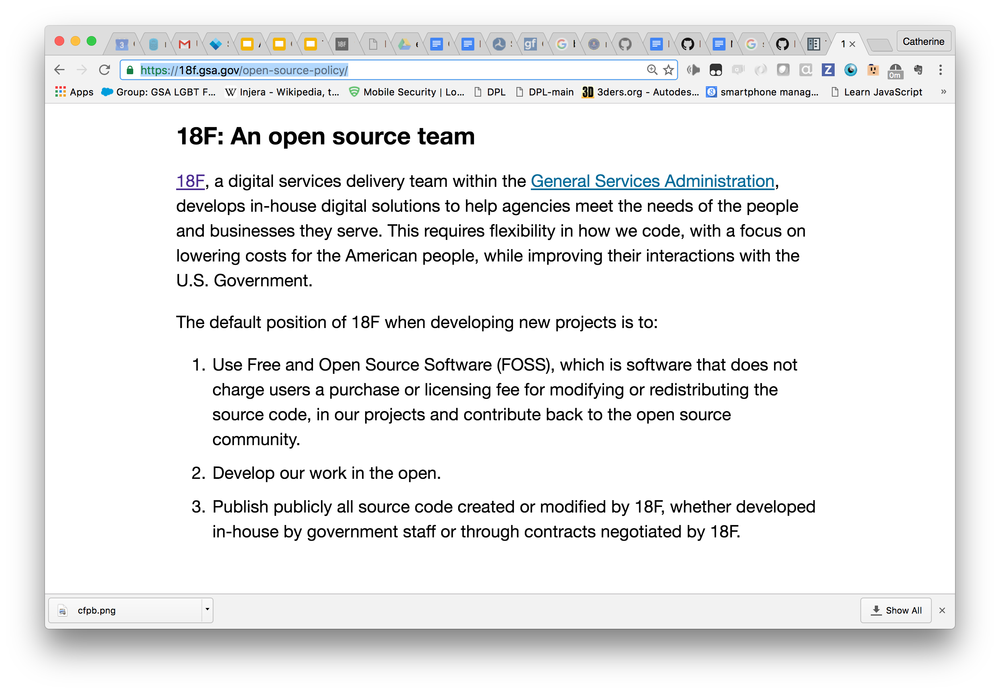 3
18F
gf
1
Catherine
https://18f.gsa.gov/open-source-policy/
a
Z
0m
Apps
Group: GSA LGBT F...
W Injera - Wikipedia, t...
Mobile Security | Lo...
DPL
DPL-main
3D 3ders.org - Autodes...
8 smartphone manag...
Learn JavaScript
»
18F: An open source team
18F, a digital services delivery team within the General Services Administration,
develops in-house digital solutions to help agencies meet the needs of the people
and businesses they serve. This requires flexibility in how we code, with a focus on
lowering costs for the American people, while improving their interactions with the
U.S. Government.
The default position of 18F when developing new projects is to:
1. Use Free and Open Source Software (FOSS), which is software that does not
charge users a purchase or licensing fee for modifying or redistributing the
source code, in our projects and contribute back to the open source
community.
2. Develop our work in the open.
3. Publish publicly all source code created or modified by 18F, whether developed
in-house by government staff or through contracts negotiated by 18F.
cfpb.png
Show All